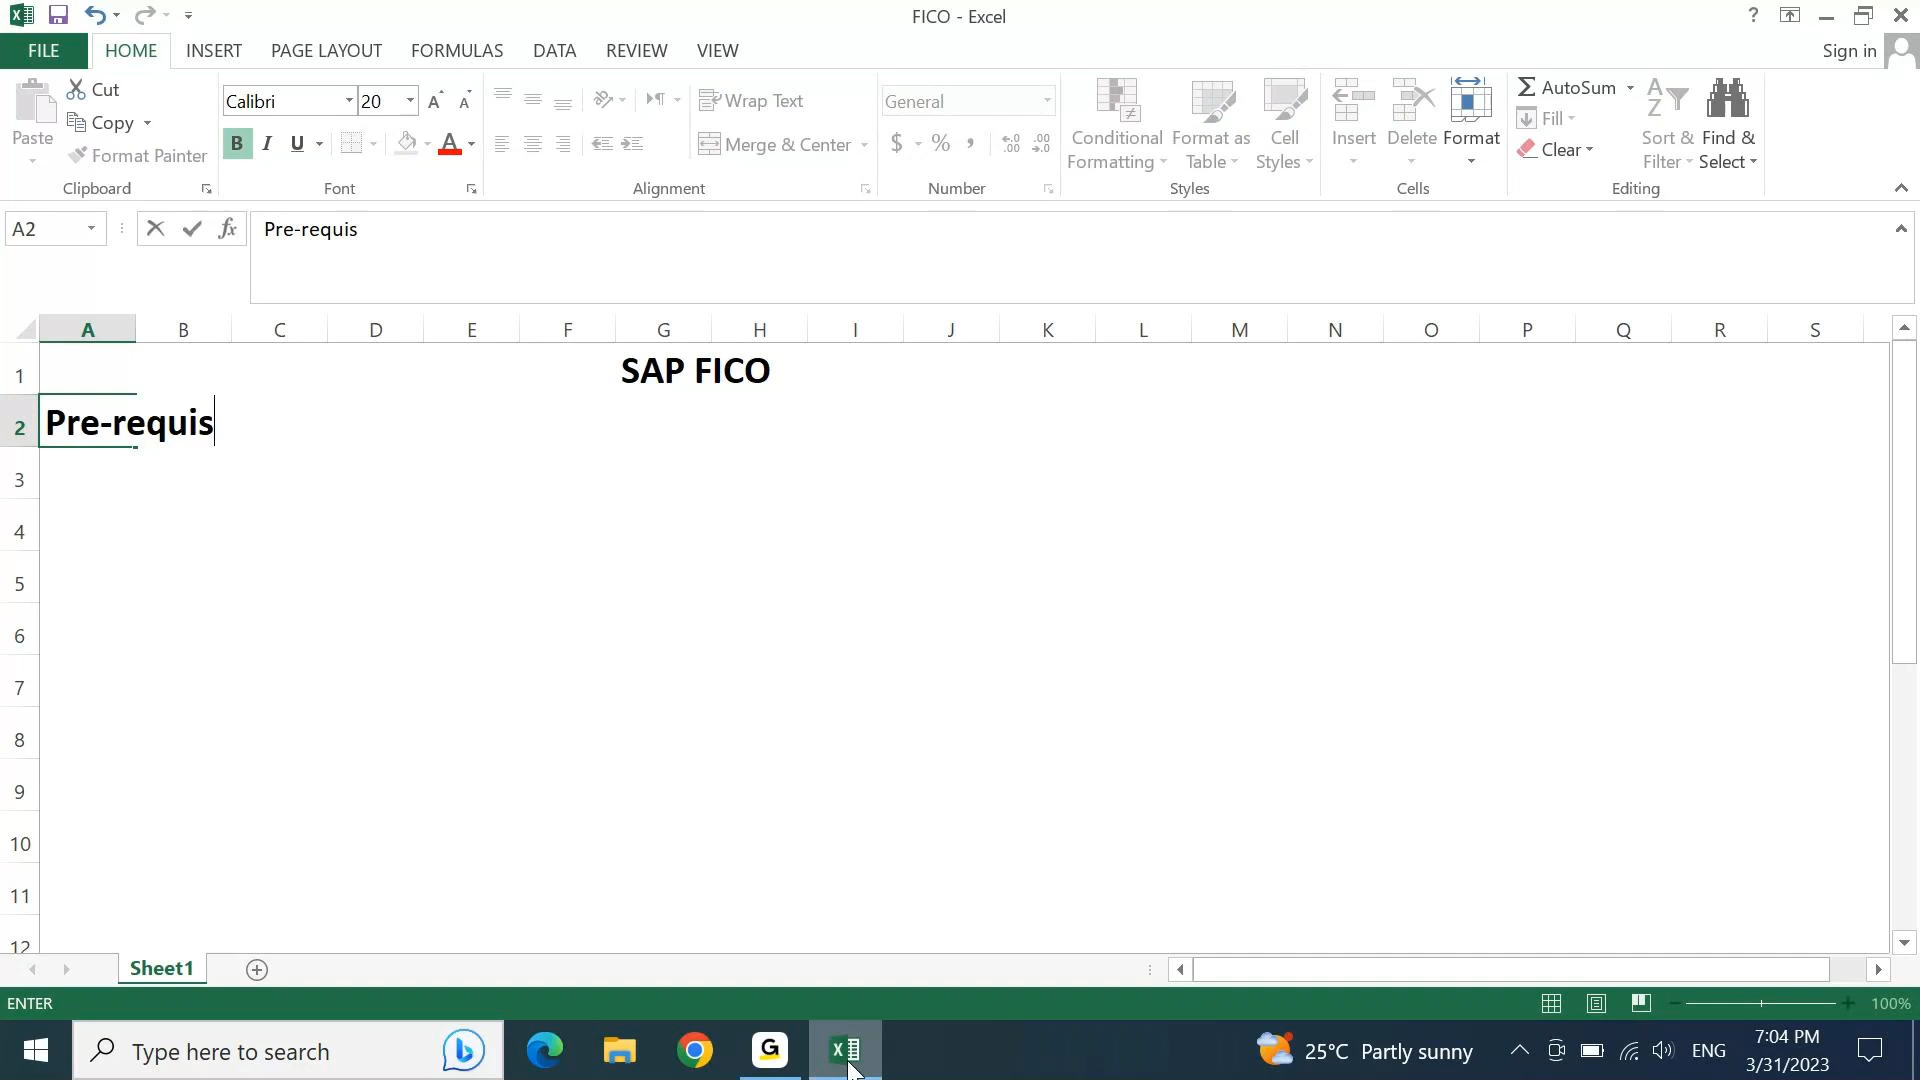 FICO - Excel
?
FILE HOME INSERT PAGE LAYOUT FORMULAS DATA REVIEW VIEW Sign in
Paste
Cut
Copy
Format Painter
Clipboard
Calibri 20
B I U A
Font
Wrap Text
Merge & Center
Alignment
General
$ % ,
Number
Conditional Formatting
Format as Table
Cell Styles
Styles
Insert Delete Format
Cells
AutoSum
Fill
Clear
Sort & Filter
Find & Select
Editing
A2 fx Pre-requis
A B C D E F G H I J K L M N O P Q R S
1 SAP FICO
2 Pre-requis
3
4
5
6
7
8
9
10
11
12
Sheet1
ENTER 100%
Type here to search
25°C Partly sunny
ENG
7:04 PM
3/31/2023